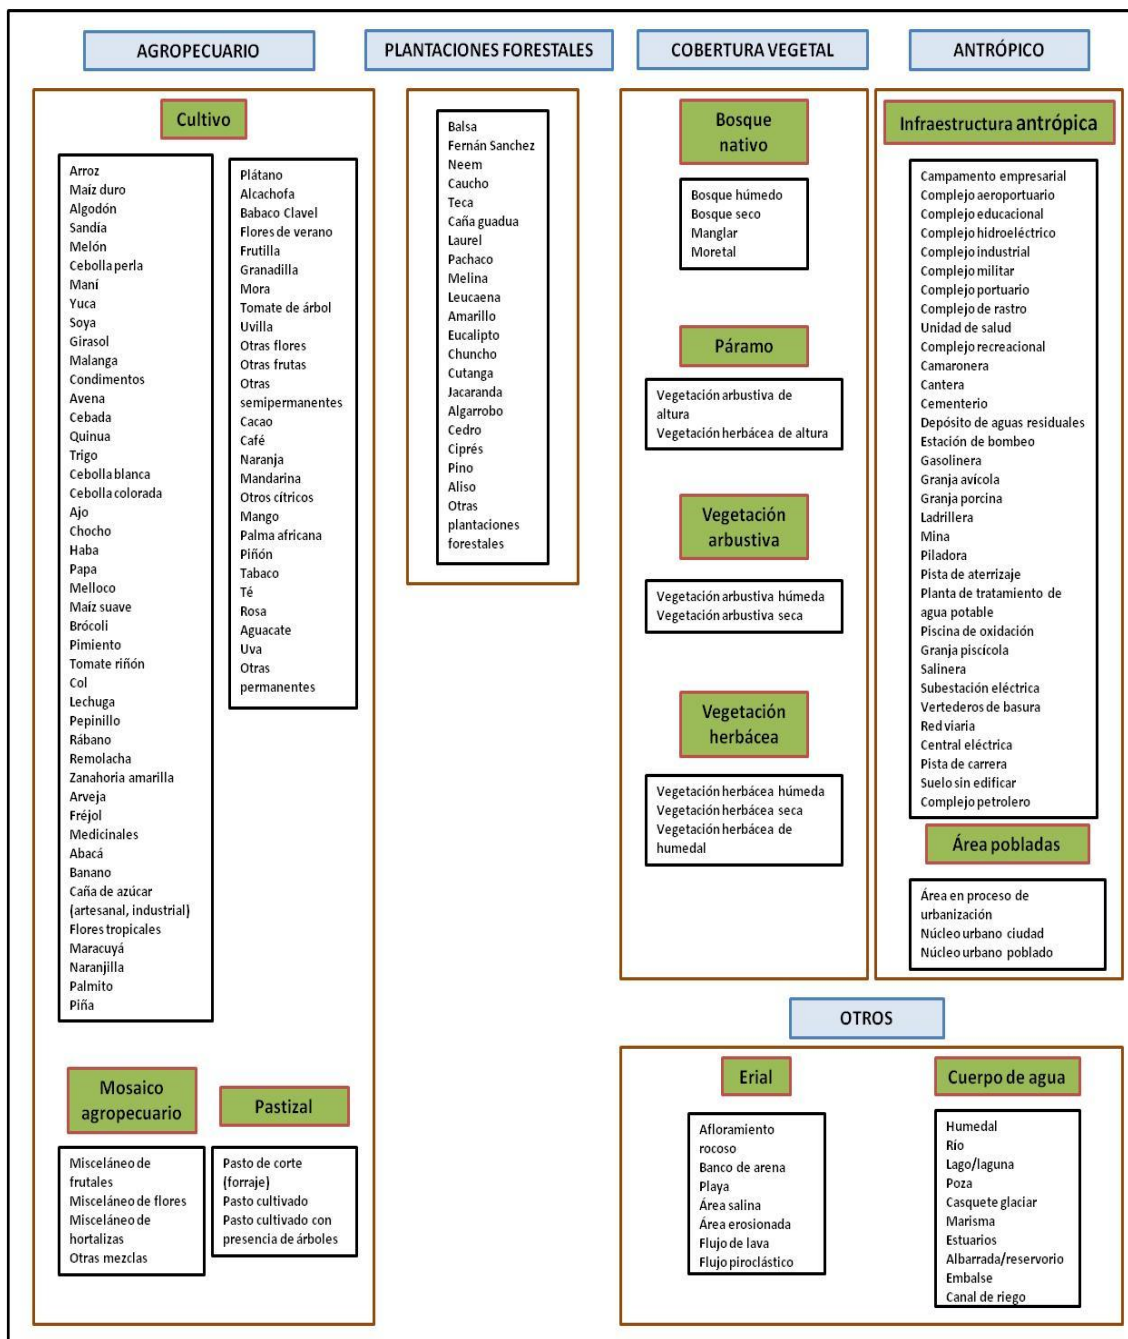 AGROPECUARIO
Cultivo
Arroz
Maíz duro
Algodón
Sandía
Melón
Cebolla perla
Maní
Yuca
Soya
Girasol
Malanga
Condimentos
Avena
Cebada
Quinua
Trigo
Cebolla blanca
Cebolla colorada
Ajo
Chocho
Haba
Papa
Melloco
Maíz suave
Brócoli
Pimiento
Tomate riñón
Col
Lechuga
Pepinillo
Rábano
Remolacha
Zanahoria amarilla
Arveja
Fréjol
Medicinales
Abacá
Banano
Caña de azúcar
(artesanal, industrial)
Flores tropicales
Maracuyá
Naranjilla
Palmito
Piña
Plátano
Alcachofa
Babaco Clavel
Flores de verano
Frutilla
Granadilla
Mora
Tomate de árbol
Uvilla
Otras flores
Otras frutas
Otras
semipermanentes
Cacao
Café
Naranja
Mandarina
Otros cítricos
Mango
Palma africana
Piñón
Tabaco
Té
Rosa
Aguacate
Uva
Otras
permanentes
Mosaico
agropecuario
Misceláneo de
frutales
Misceláneo de flores
Misceláneo de
hortalizas
Otras mezclas
Pastizal
Pasto de corte
(forraje)
Pasto cultivado
Pasto cultivado con
presencia de árboles
PLANTACIONES FORESTALES
Balsa
Fernán Sanchez
Neem
Caucho
Teca
Caña guadua
Laurel
Pachaco
Melina
Leucaena
Amarillo
Eucalipto
Chuncho
Cutanga
Jacaranda
Algarrobo
Cedro
Ciprés
Pino
Aliso
Otras
plantaciones
forestales
COBERTURA VEGETAL
Bosque
nativo
Bosque húmedo
Bosque seco
Manglar
Moretal
Páramo
Vegetación arbustiva de
altura
Vegetación herbácea de altura
Vegetación
arbustiva
Vegetación arbustiva húmeda
Vegetación arbustiva seca
Vegetación
herbácea
Vegetación herbácea húmeda
Vegetación herbácea seca
Vegetación herbácea de
humedal
ANTRÓPICO
Infraestructura antrópica
Campamento empresarial
Complejo aeroportuario
Complejo educacional
Complejo hidroeléctrico
Complejo industrial
Complejo militar
Complejo portuario
Complejo de rastro
Unidad de salud
Complejo recreacional
Camaronera
Cantera
Cementerio
Depósito de aguas residuales
Estación de bombeo
Gasolinera
Granja avícola
Granja porcina
Ladrillera
Mina
Piladora
Pista de aterrizaje
Planta de tratamiento de
agua potable
Piscina de oxidación
Granja piscícola
Salinera
Subestación eléctrica
Vertederos de basura
Red viaria
Central eléctrica
Pista de carrera
Suelo sin edificar
Complejo petrolero
Área pobladas
Área en proceso de
urbanización
Núcleo urbano ciudad
Núcleo urbano poblado
OTROS
Erial
Afloramiento
rocoso
Banco de arena
Playa
Área salina
Área erosionada
Flujo de lava
Flujo piroclástico
Cuerpo de agua
Humedal
Río
Lago/laguna
Poza
Casquete glaciar
Marisma
Estuarios
Albarrada/reservorio
Embalse
Canal de riego